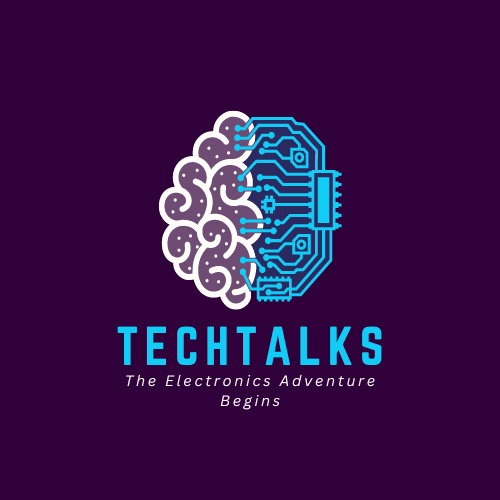 TECHTALKS
The Electronics Adventure
Begins